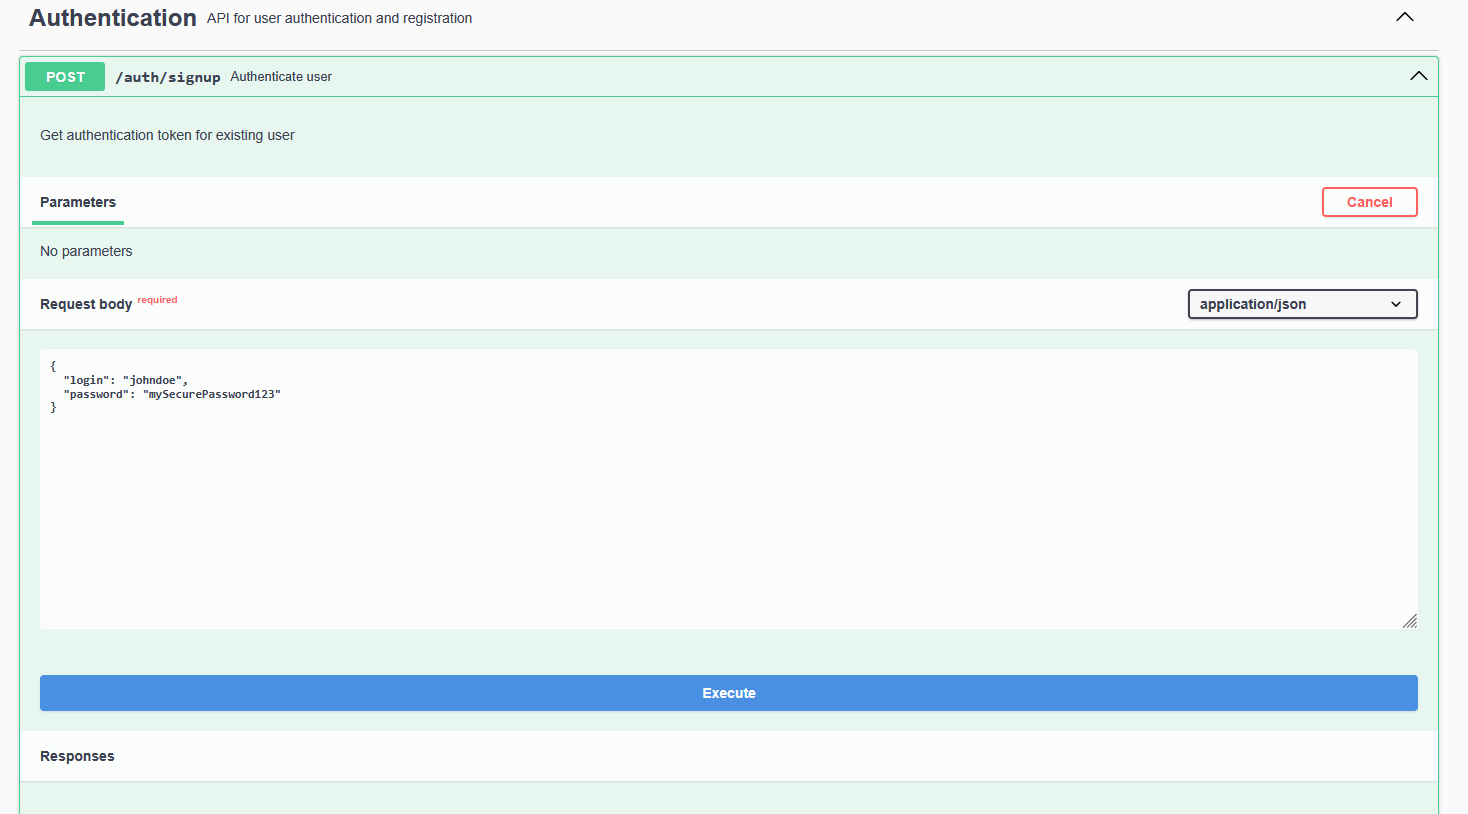 Authentication API for user authentication and registration
POST /auth/signup Authenticate user
Get authentication token for existing user
Parameters Cancel
No parameters
Request body required application/json
{
  "login": "johndoe",
  "password": "mySecurePassword123"
}
Execute
Responses